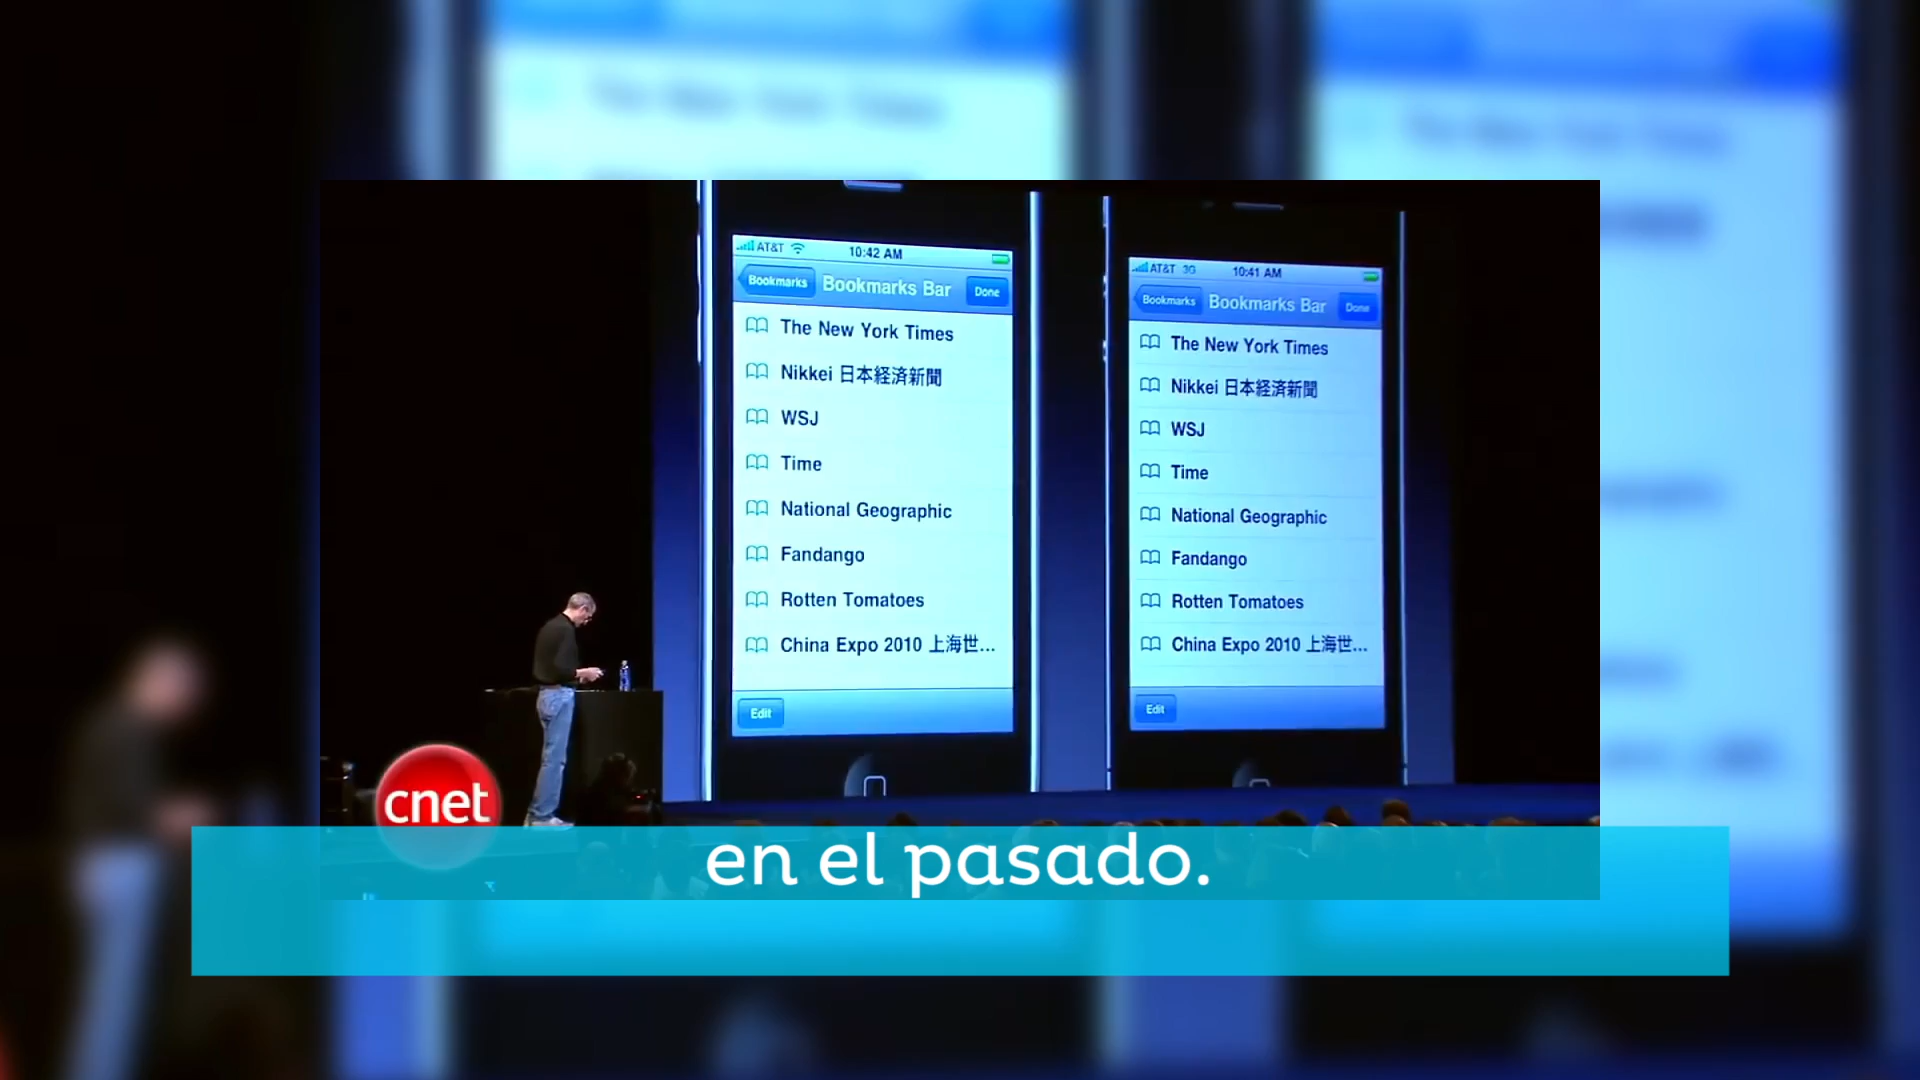 AT&T 10:42 AM
Bookmarks Bookmarks Bar Done
The New York Times
Nikkei 日本経済新聞
WSJ
Time
National Geographic
Fandango
Rotten Tomatoes
China Expo 2010 上海世...
Edit
AT&T 3G 10:41 AM
Bookmarks Bookmarks Bar Done
The New York Times
Nikkei 日本経済新聞
WSJ
Time
National Geographic
Fandango
Rotten Tomatoes
China Expo 2010 上海世...
Edit
cnet
en el pasado.